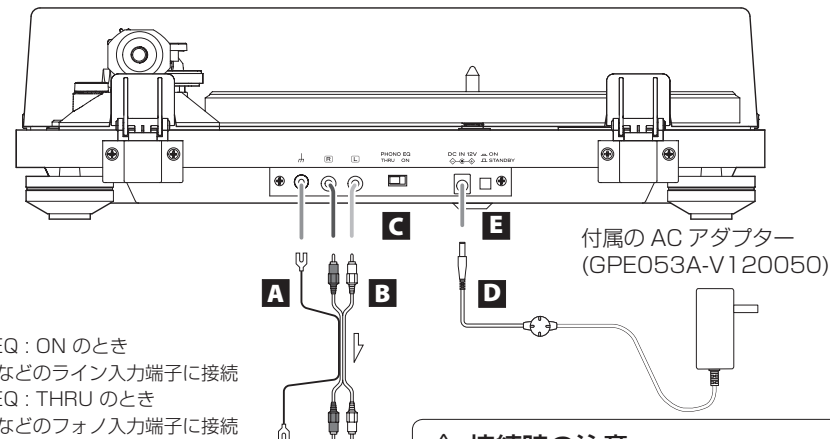 PHONO EQ
THRU ON
DC IN 12V
ON
STANDBY
R
L
C
E
A
B
D
付属の AC アダプター
(GPE053A-V120050)
EQ : ON のとき
などのライン入力端子に接続
EQ : THRU のとき
などのフォノ入力端子に接続
接続時の注意